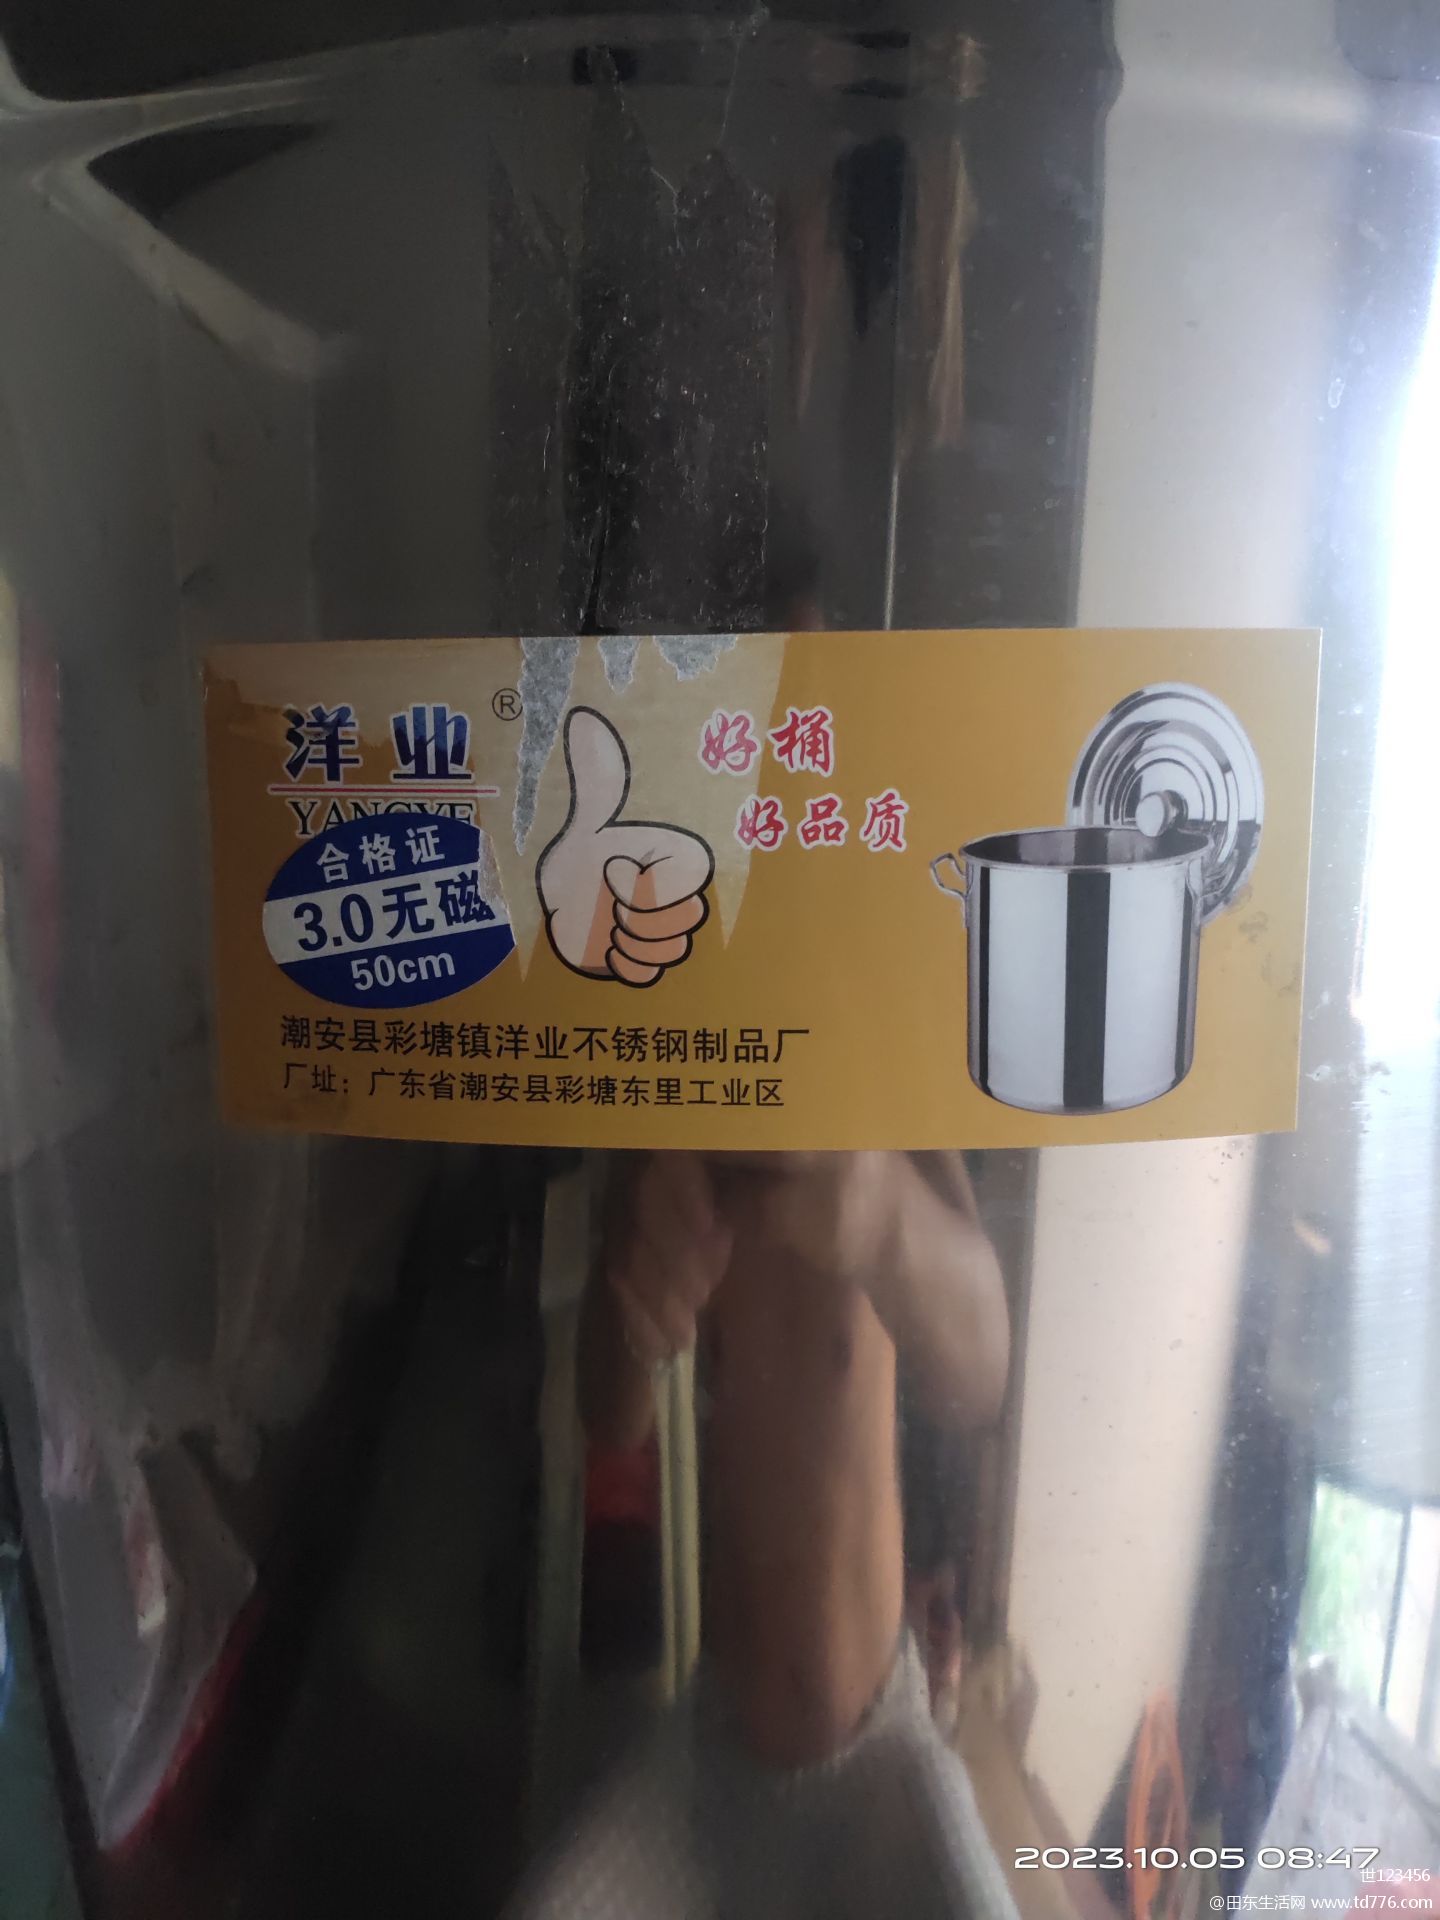 洋业®
YANGYE
合格证
3.0无磁
50cm
好桶
好品质
潮安县彩塘镇洋业不锈钢制品厂
厂址：广东省潮安县彩塘东里工业区
2023.10.05 08:47
世123456
@田东生活网 www.td776.com